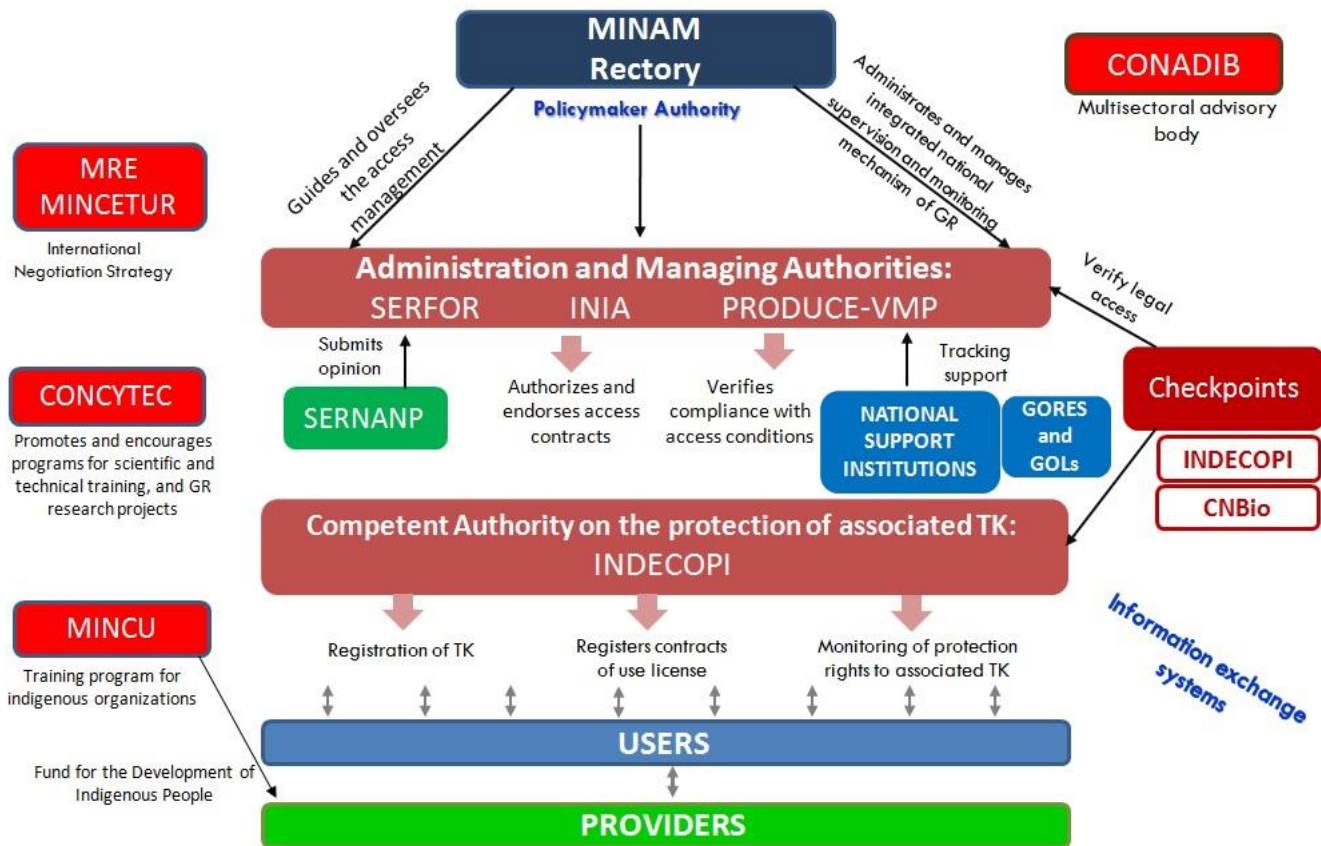 MINAM
Rectory
Policymaker Authority
CONADIB
Multisectoral advisory
body
Guides and oversees
the access
management
Administrates and manages
integrated national
supervision and monitoring
mechanism of GR
MRE
MINCETUR
International
Negotiation Strategy
Administration and Managing Authorities:
SERFOR INIA PRODUCE-VMP
Verify legal
access
Submits
opinion
SERNANP
Authorizes and
endorses access
contracts
Verifies
compliance with
access conditions
Tracking
support
NATIONAL
SUPPORT
INSTITUTIONS
GORES
and
GOLs
Checkpoints
INDECOPI
CNBio
CONCYTEC
Promotes and encourages
programs for scientific and
technical training, and GR
research projects
Competent Authority on the protection of associated TK:
INDECOPI
Registration of TK
Registers contracts
of use license
Monitoring of protection
rights to associated TK
MINCU
Training program for
indigenous organizations
Information exchange
systems
USERS
Fund for the Development of
Indigenous People
PROVIDERS